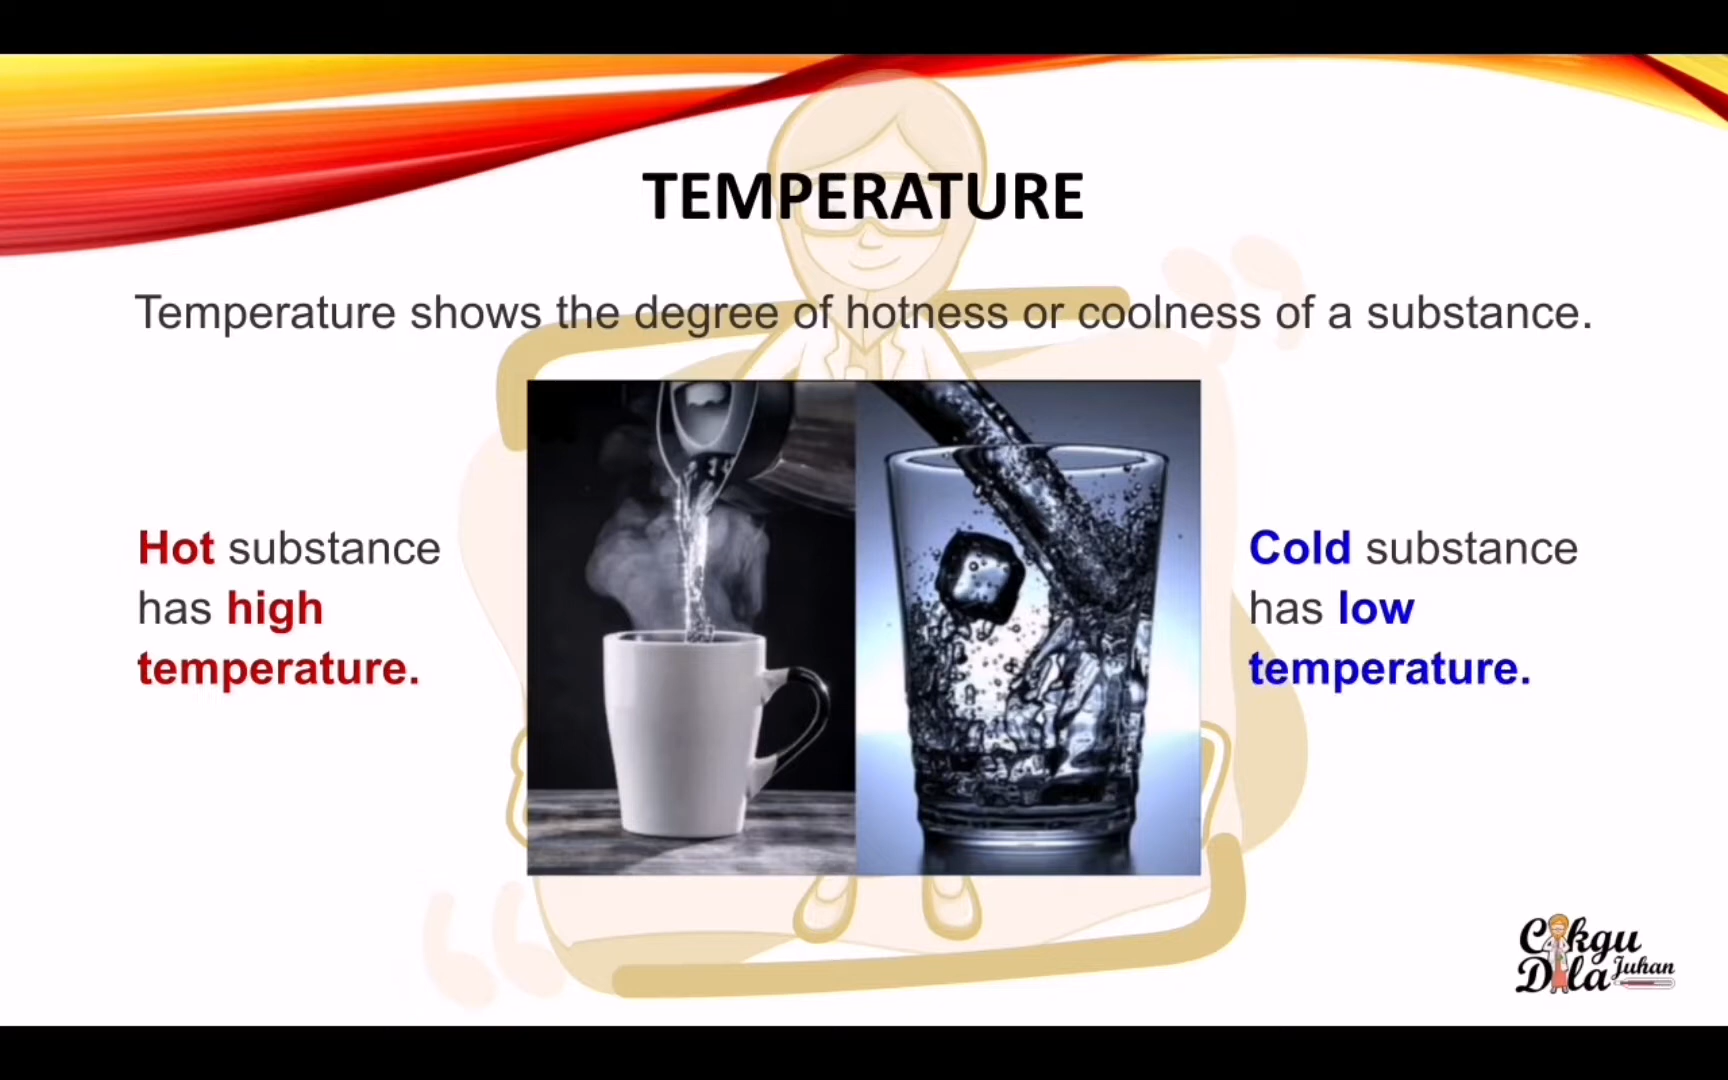 TEMPERATURE
Temperature shows the degree of hotness or coolness of a substance.
Hot substance
has high
temperature.
Cold substance
has low
temperature.
Cikgu
Dila Juhan